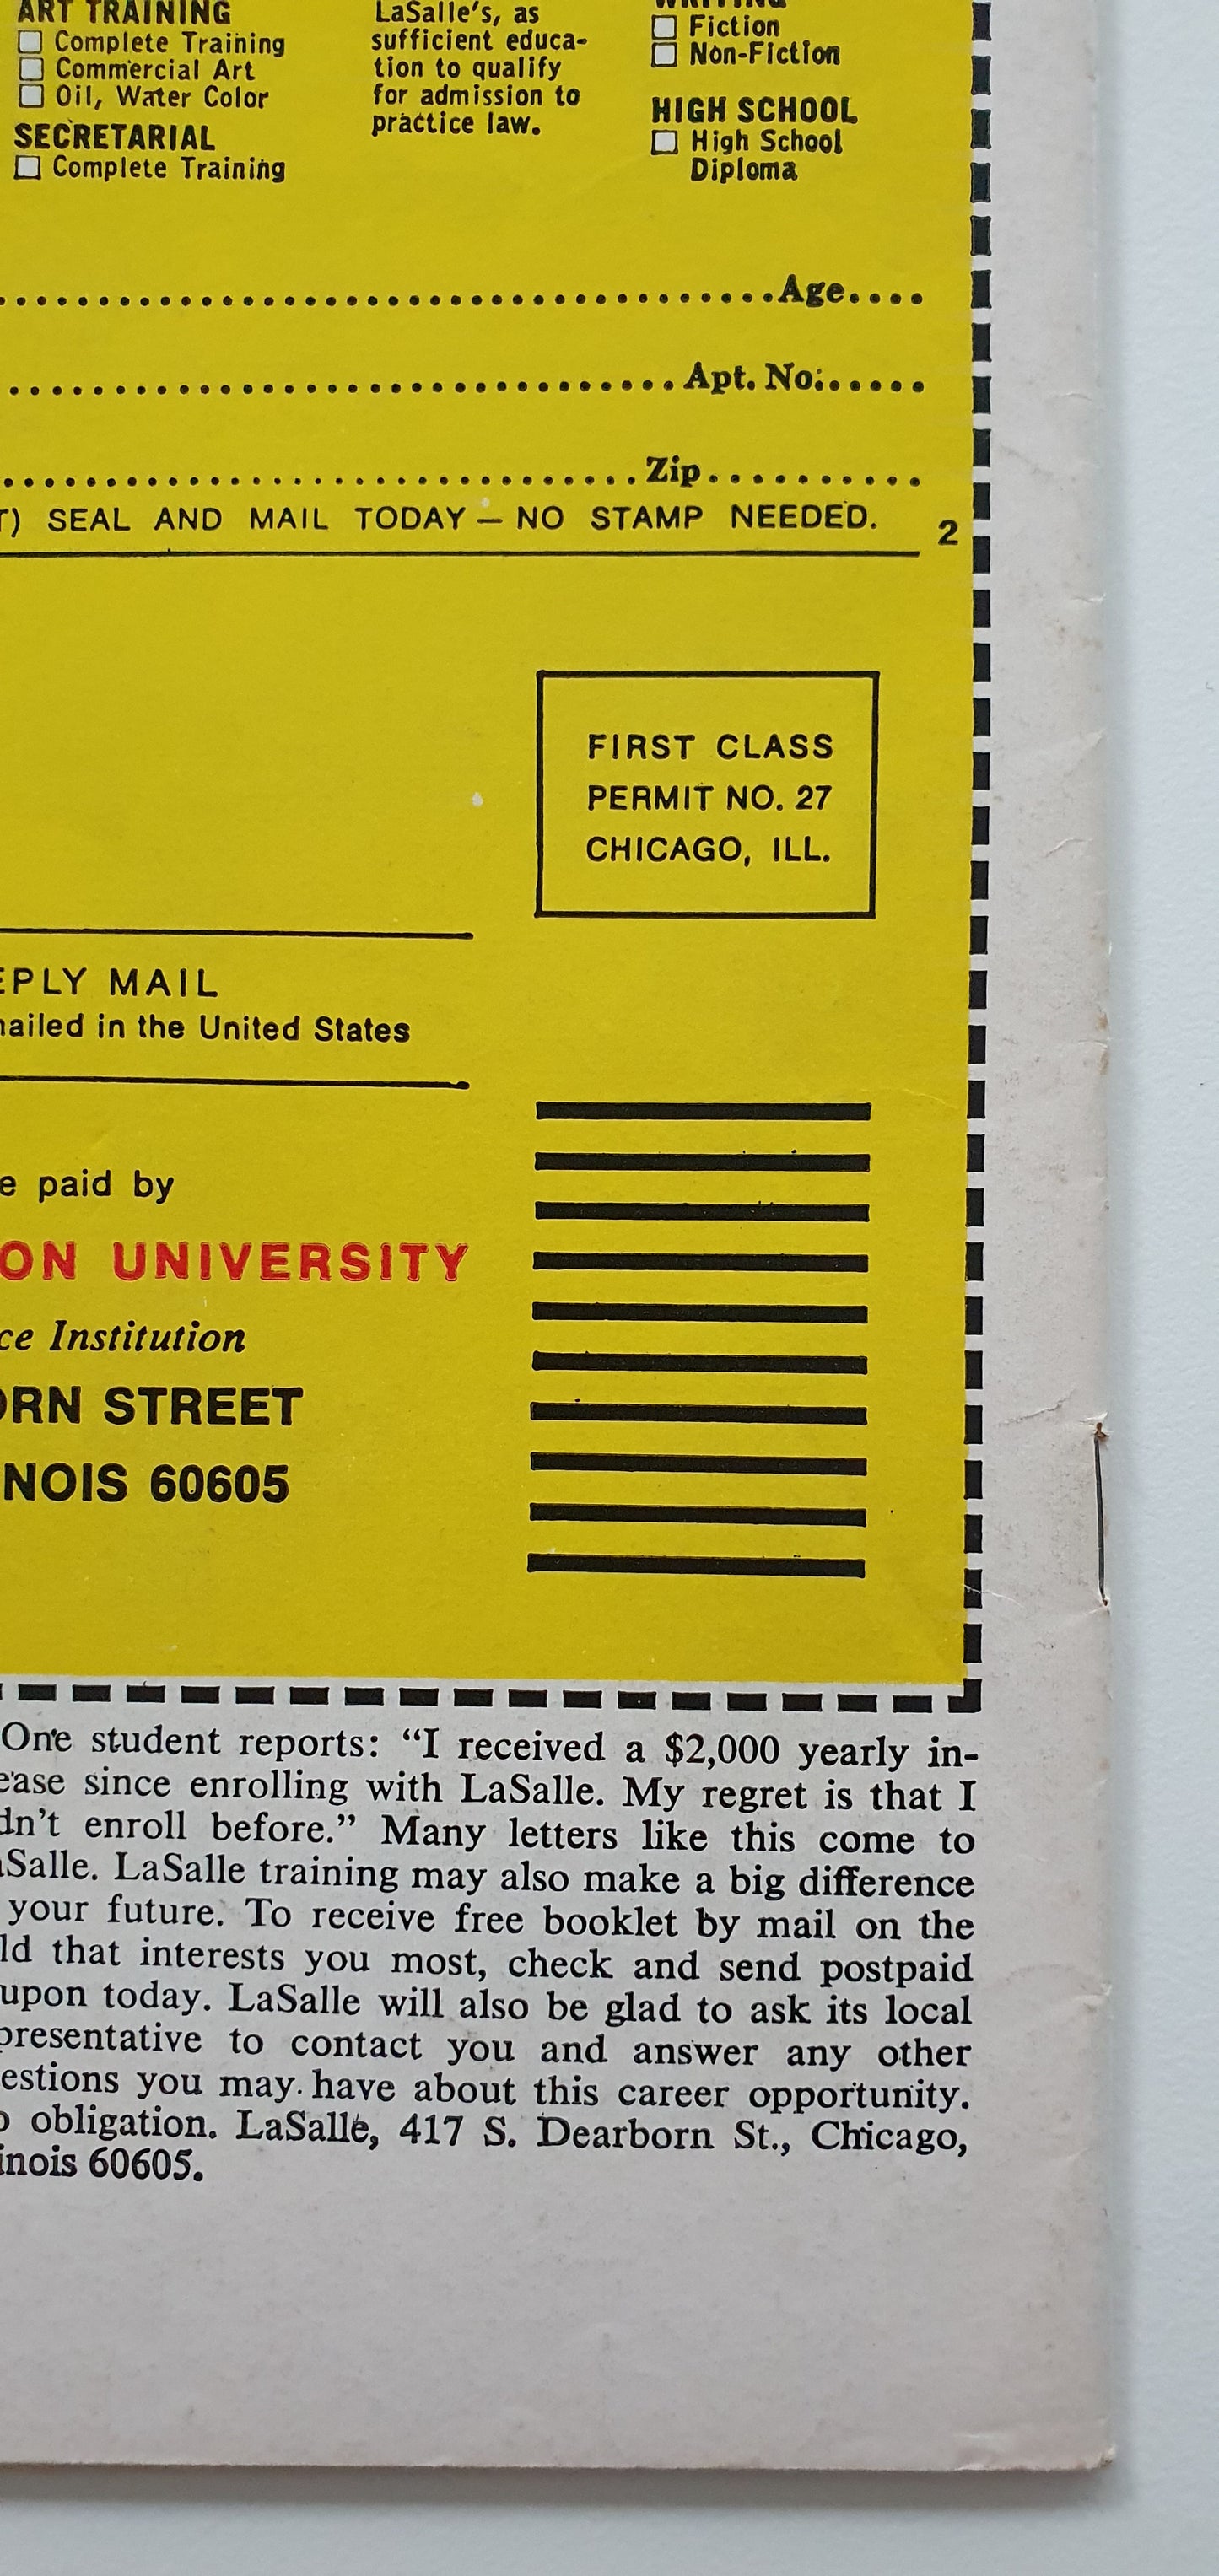 ART TRAINING
Complete Training
Commercial Art
Oil, Water Color
SECRETARIAL
Complete Training
LaSalle's, as
sufficient educa-
tion to qualify
for admission to
practice law.
WRITING
Fiction
Non-Fiction
HIGH SCHOOL
High School
Diploma
Age
Apt. No.
Zip
T) SEAL AND MAIL TODAY — NO STAMP NEEDED.
2
FIRST CLASS
PERMIT NO. 27
CHICAGO, ILL.
EPLY MAIL
nailed in the United States
e paid by
ON UNIVERSITY
ce Institution
ORN STREET
INOIS 60605
One student reports: “I received a $2,000 yearly in-
ease since enrolling with LaSalle. My regret is that I
dn’t enroll before.” Many letters like this come to
aSalle. LaSalle training may also make a big difference
your future. To receive free booklet by mail on the
ld that interests you most, check and send postpaid
upon today. LaSalle will also be glad to ask its local
presentative to contact you and answer any other
estions you may have about this career opportunity.
o obligation. LaSalle, 417 S. Dearborn St., Chicago,
inois 60605.